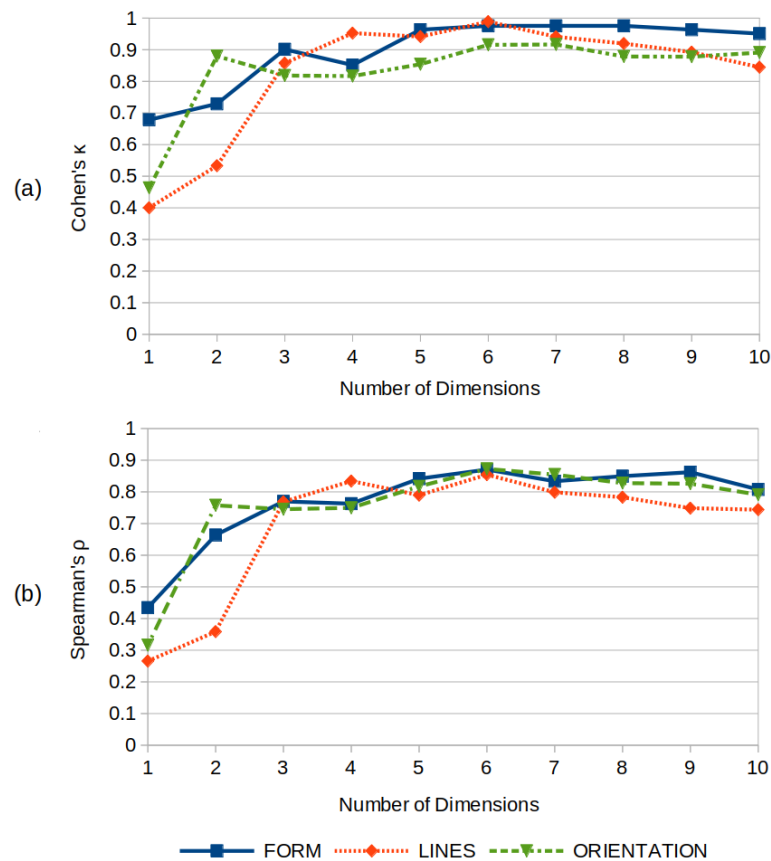 (a)
Cohen's κ
1
0.9
0.8
0.7
0.6
0.5
0.4
0.3
0.2
0.1
0
1 2 3 4 5 6 7 8 9 10
Number of Dimensions
(b)
Spearman's ρ
1
0.9
0.8
0.7
0.6
0.5
0.4
0.3
0.2
0.1
0
1 2 3 4 5 6 7 8 9 10
Number of Dimensions
FORM LINES ORIENTATION